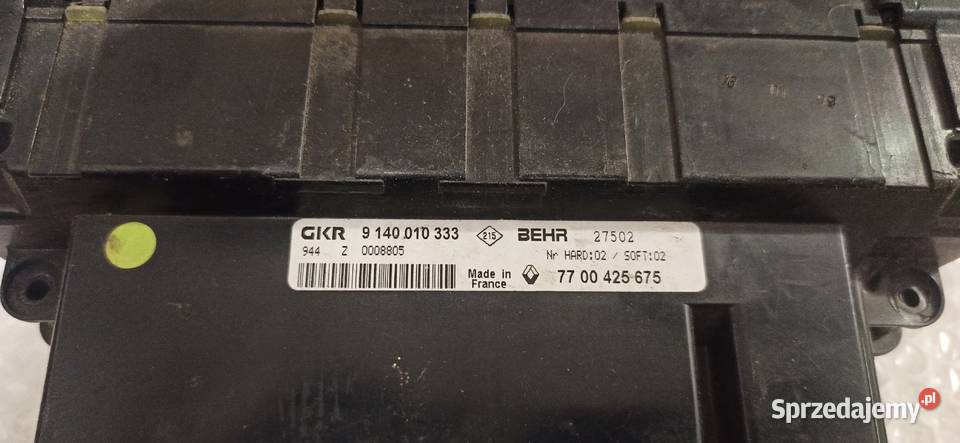 GKR 9 140 010 333 215 BEHR 27502
944 Z 0008805 Nr HARD:02 / SOFT:02
Made in France 77 00 425 675
Sprzedajemy.pl